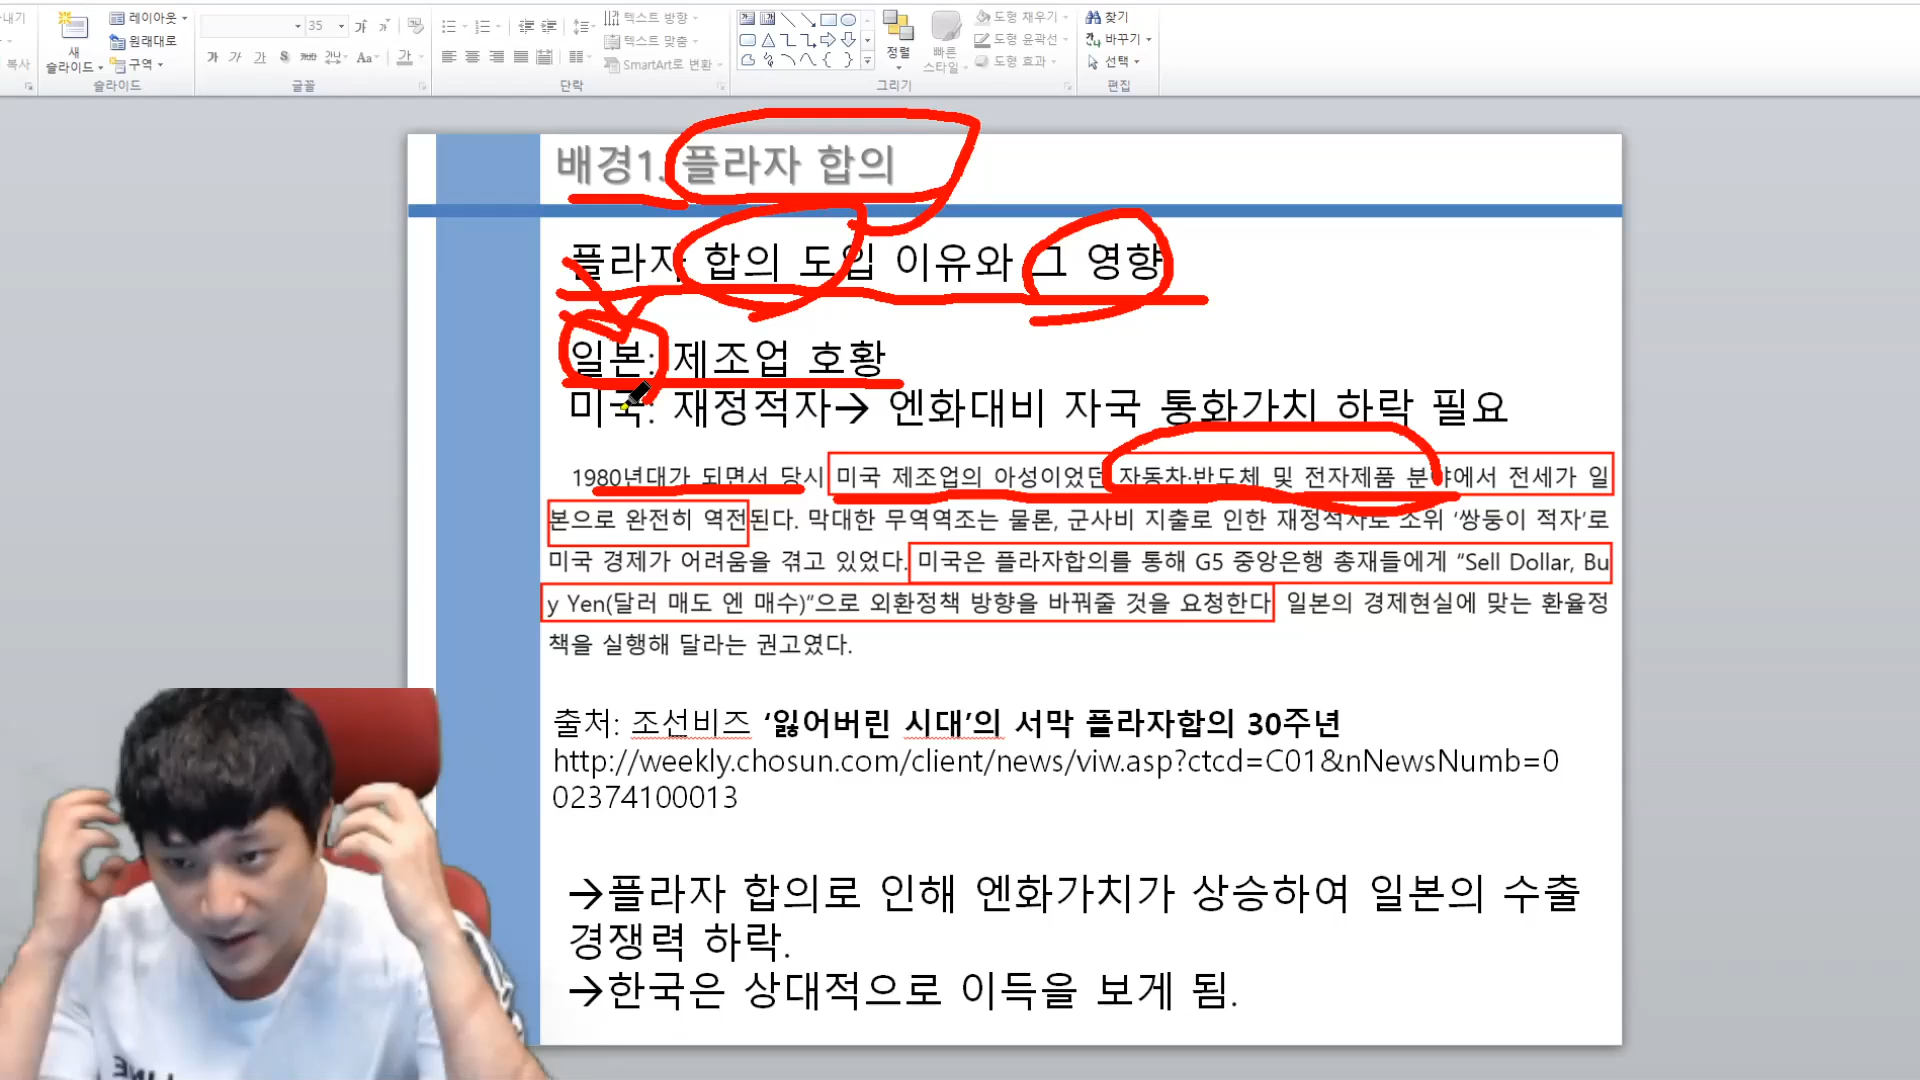 내기
레이아웃
원래대로
새
슬라이드
구역
복사
슬라이드
35
가 가 가 S 가나 Aa 가
글꼴
텍스트 방향
텍스트 맞춤
SmartArt로 변환
단락
정렬
빠른
스타일
도형 채우기
도형 윤곽선
도형 효과
그리기
찾기
바꾸기
선택
편집
배경1. 플라자 합의
플라자 합의 도입 이유와 그 영향
일본: 제조업 호황
미국: 재정적자→ 엔화대비 자국 통화가치 하락 필요
1980년대가 되면서 당시 미국 제조업의 아성이었던 자동차·반도체 및 전자제품 분야에서 전세가 일
본으로 완전히 역전된다. 막대한 무역역조는 물론, 군사비 지출로 인한 재정적자로 소위 ‘쌍둥이 적자’로
미국 경제가 어려움을 겪고 있었다. 미국은 플라자합의를 통해 G5 중앙은행 총재들에게 “Sell Dollar, Bu
y Yen(달러 매도 엔 매수)”으로 외환정책 방향을 바꿔줄 것을 요청한다 일본의 경제현실에 맞는 환율정
책을 실행해 달라는 권고였다.
출처: 조선비즈 ‘잃어버린 시대’의 서막 플라자합의 30주년
http://weekly.chosun.com/client/news/viw.asp?ctcd=C01&nNewsNumb=0
02374100013
→플라자 합의로 인해 엔화가치가 상승하여 일본의 수출
경쟁력 하락.
→한국은 상대적으로 이득을 보게 됨.